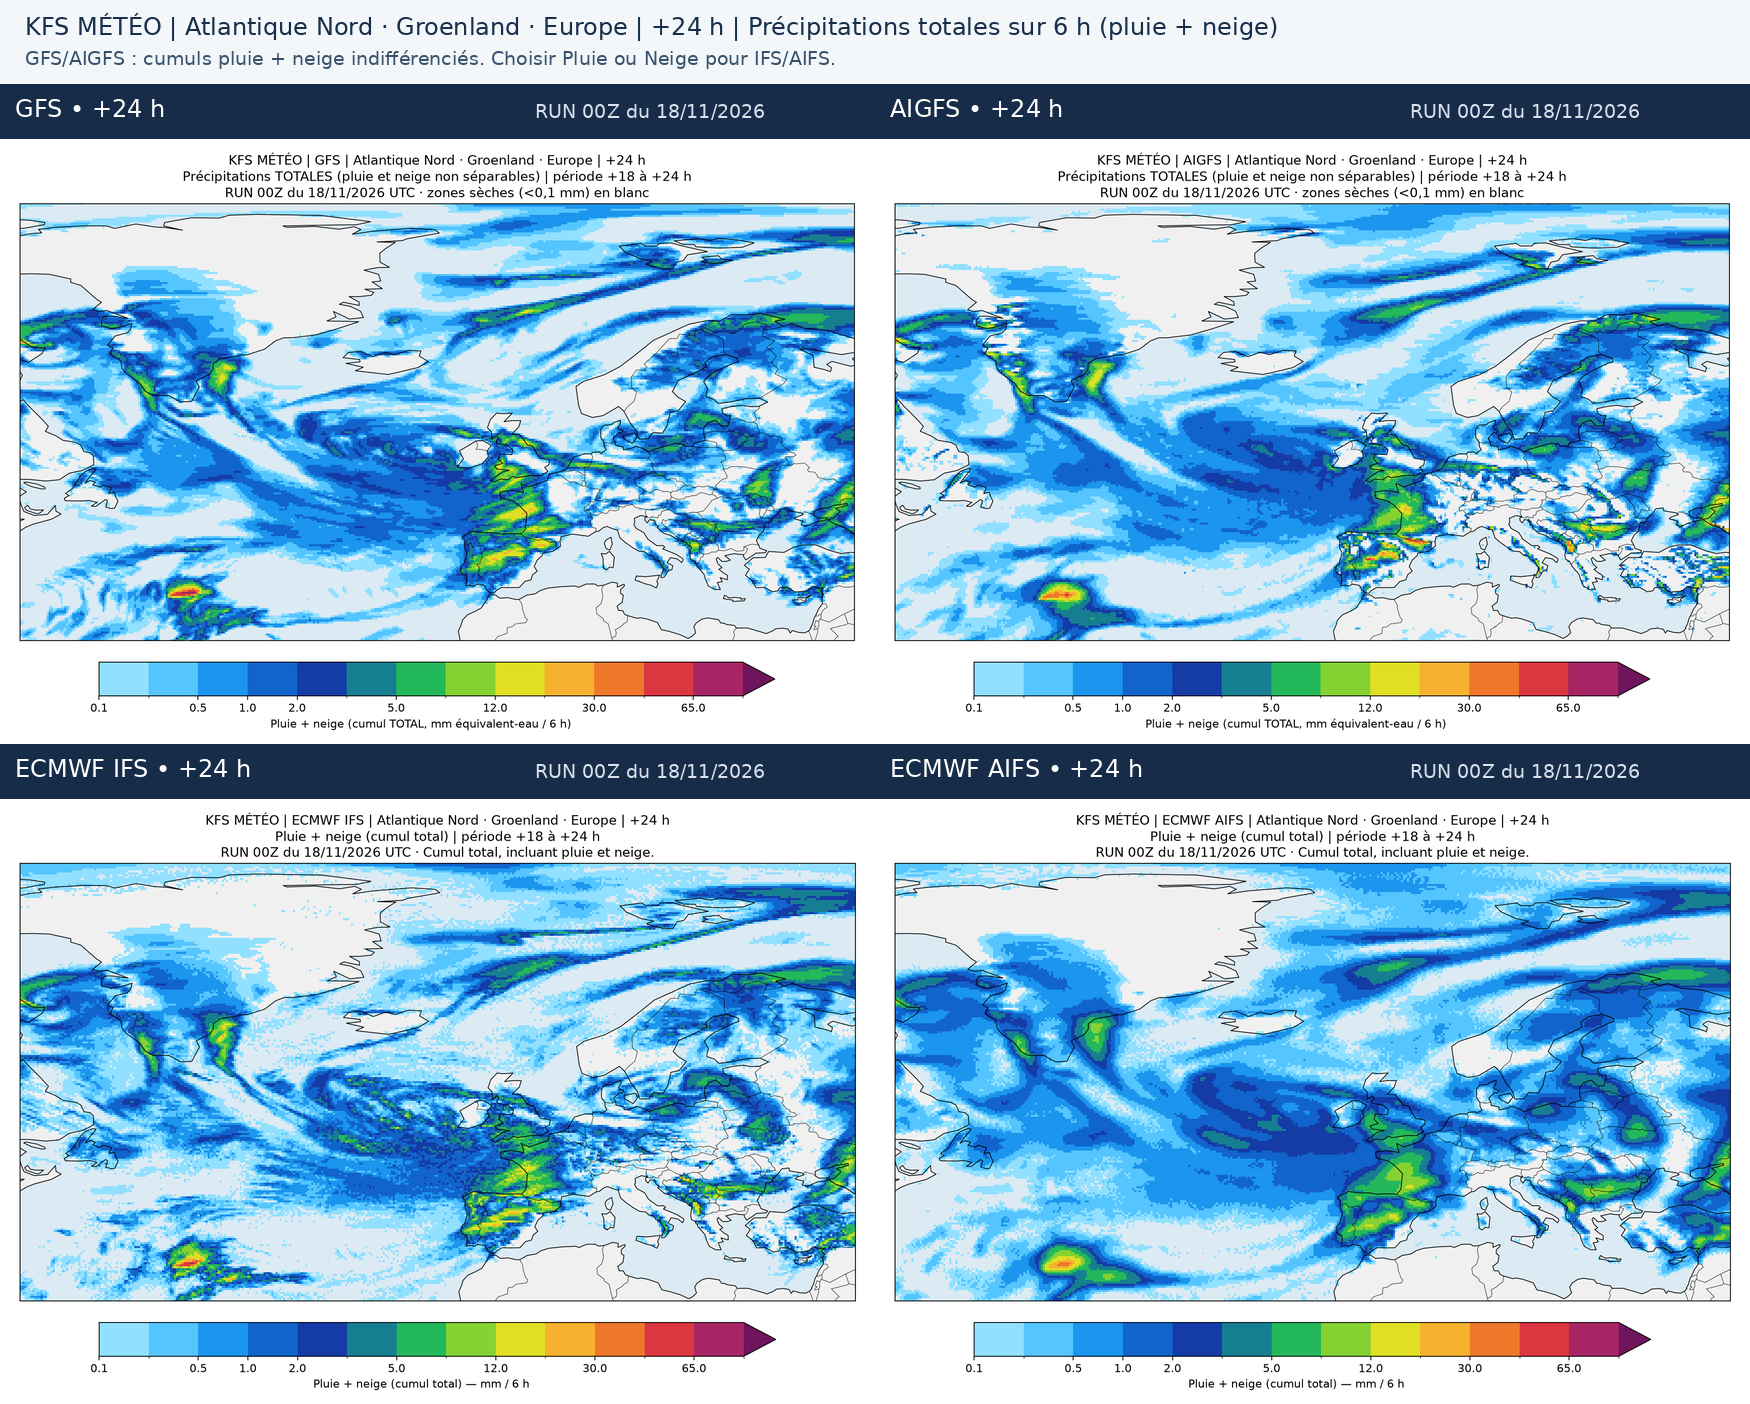 KFS MÉTÉO | Atlantique Nord · Groenland · Europe | +24 h | Précipitations totales sur 6 h (pluie + neige)
GFS/AIGFS : cumuls pluie + neige indifférenciés. Choisir Pluie ou Neige pour IFS/AIFS.
GFS • +24 h
RUN 00Z du 18/11/2026
AIGFS • +24 h
RUN 00Z du 18/11/2026
KFS MÉTÉO | GFS | Atlantique Nord · Groenland · Europe | +24 h
Précipitations TOTALES (pluie et neige non séparables) | période +18 à +24 h
RUN 00Z du 18/11/2026 UTC · zones sèches (<0,1 mm) en blanc
KFS MÉTÉO | AIGFS | Atlantique Nord · Groenland · Europe | +24 h
Précipitations TOTALES (pluie et neige non séparables) | période +18 à +24 h
RUN 00Z du 18/11/2026 UTC · zones sèches (<0,1 mm) en blanc
0.1 0.5 1.0 2.0 5.0 12.0 30.0 65.0
Pluie + neige (cumul TOTAL, mm équivalent-eau / 6 h)
0.1 0.5 1.0 2.0 5.0 12.0 30.0 65.0
Pluie + neige (cumul TOTAL, mm équivalent-eau / 6 h)
ECMWF IFS • +24 h
RUN 00Z du 18/11/2026
ECMWF AIFS • +24 h
RUN 00Z du 18/11/2026
KFS MÉTÉO | ECMWF IFS | Atlantique Nord · Groenland · Europe | +24 h
Pluie + neige (cumul total) | période +18 à +24 h
RUN 00Z du 18/11/2026 UTC · Cumul total, incluant pluie et neige.
KFS MÉTÉO | ECMWF AIFS | Atlantique Nord · Groenland · Europe | +24 h
Pluie + neige (cumul total) | période +18 à +24 h
RUN 00Z du 18/11/2026 UTC · Cumul total, incluant pluie et neige.
0.1 0.5 1.0 2.0 5.0 12.0 30.0 65.0
Pluie + neige (cumul total) — mm / 6 h
0.1 0.5 1.0 2.0 5.0 12.0 30.0 65.0
Pluie + neige (cumul total) — mm / 6 h